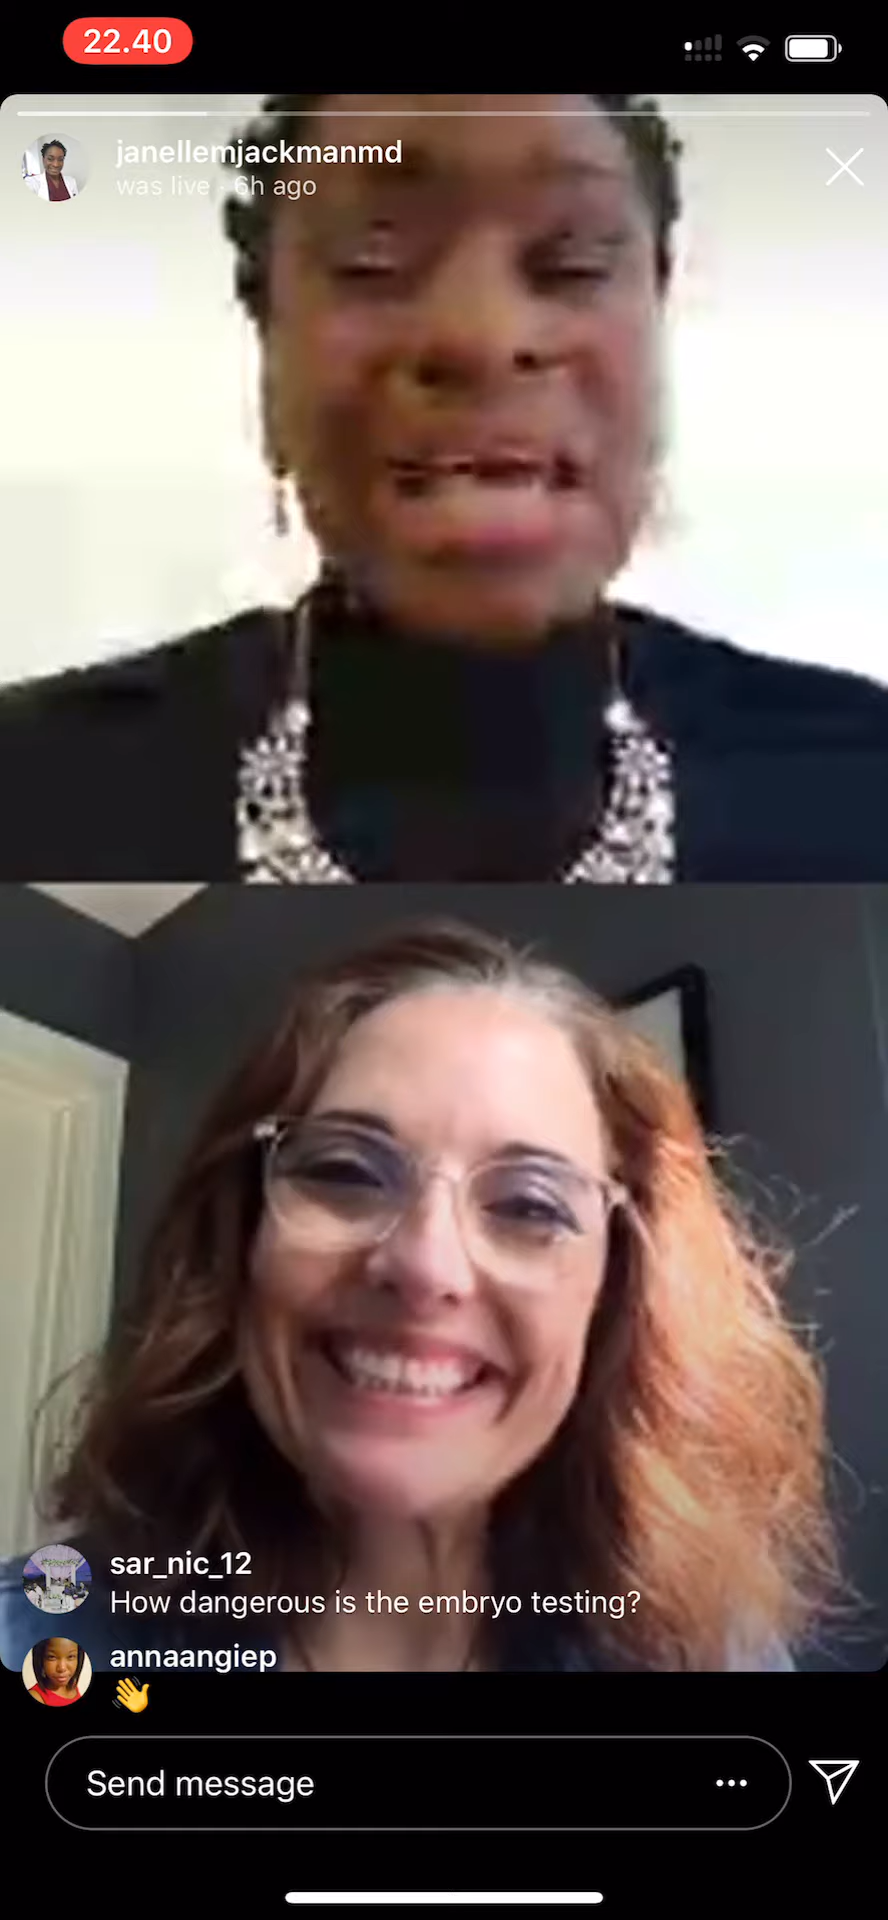 22.40
janellemjackmanmd
was live · 6h ago
sar_nic_12
How dangerous is the embryo testing?
annaangiep
👋
Send message